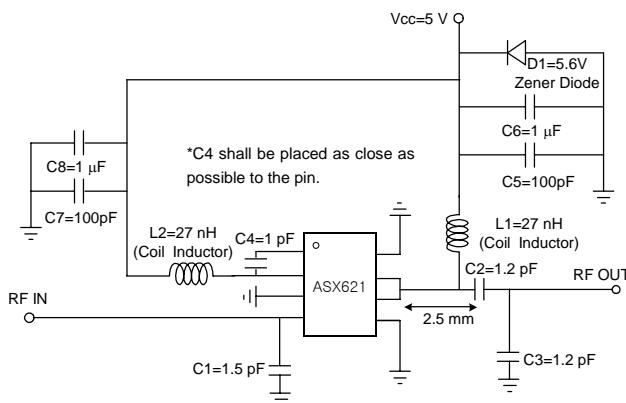 Vcc=5 V
D1=5.6V
Zener Diode
C6=1 μF
C5=100pF
C8=1 μF
C7=100pF
*C4 shall be placed as close as
possible to the pin.
L2=27 nH
(Coil Inductor)
C4=1 pF
L1=27 nH
(Coil Inductor)
C2=1.2 pF
RF OUT
ASX621
RF IN
2.5 mm
C1=1.5 pF
C3=1.2 pF